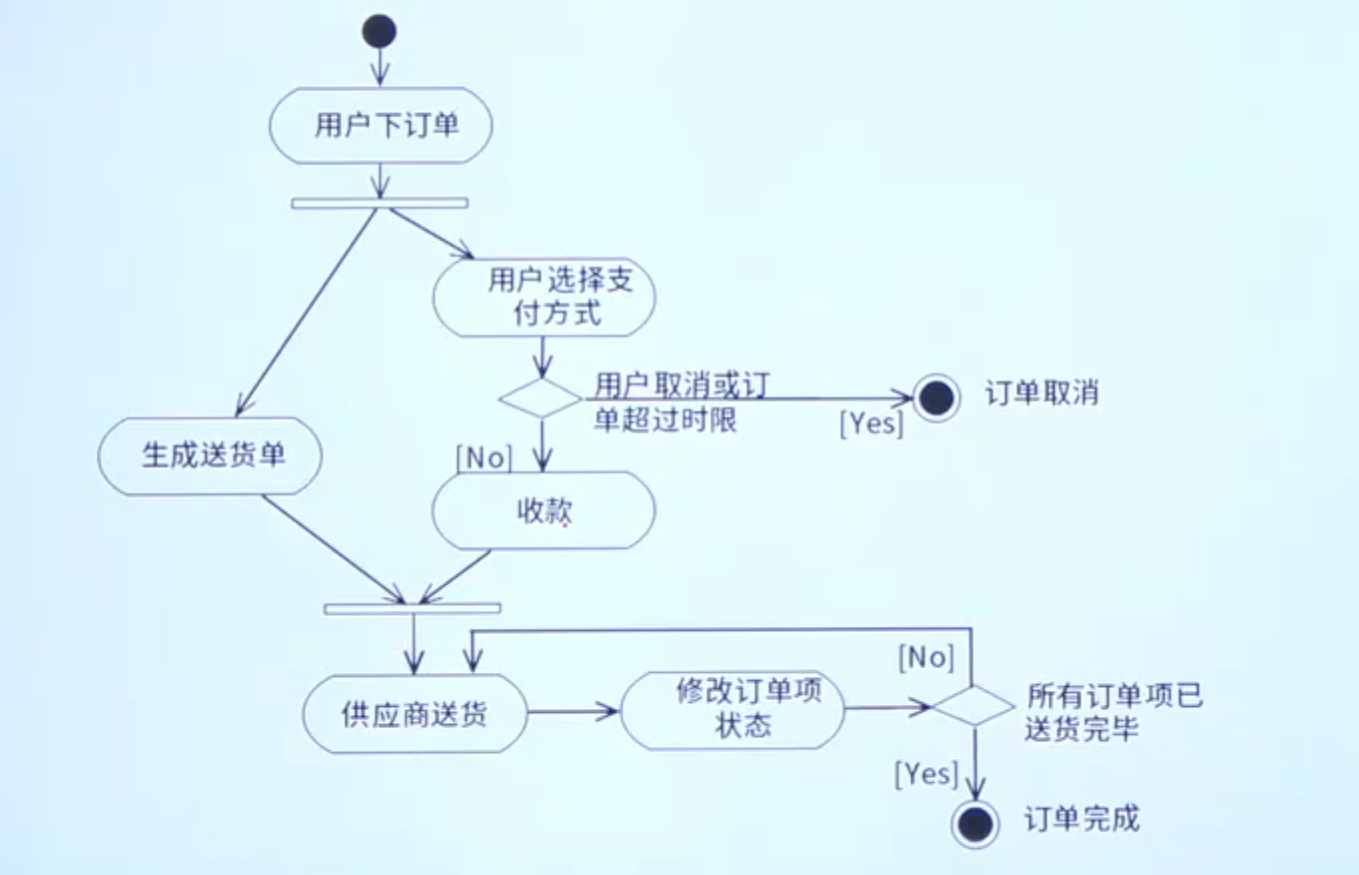 用户下订单
用户选择支
付方式
用户取消或订
单超过时限
[Yes]
订单取消
[No]
生成送货单
收款
[No]
供应商送货
修改订单项
状态
所有订单项已
送货完毕
[Yes]
订单完成